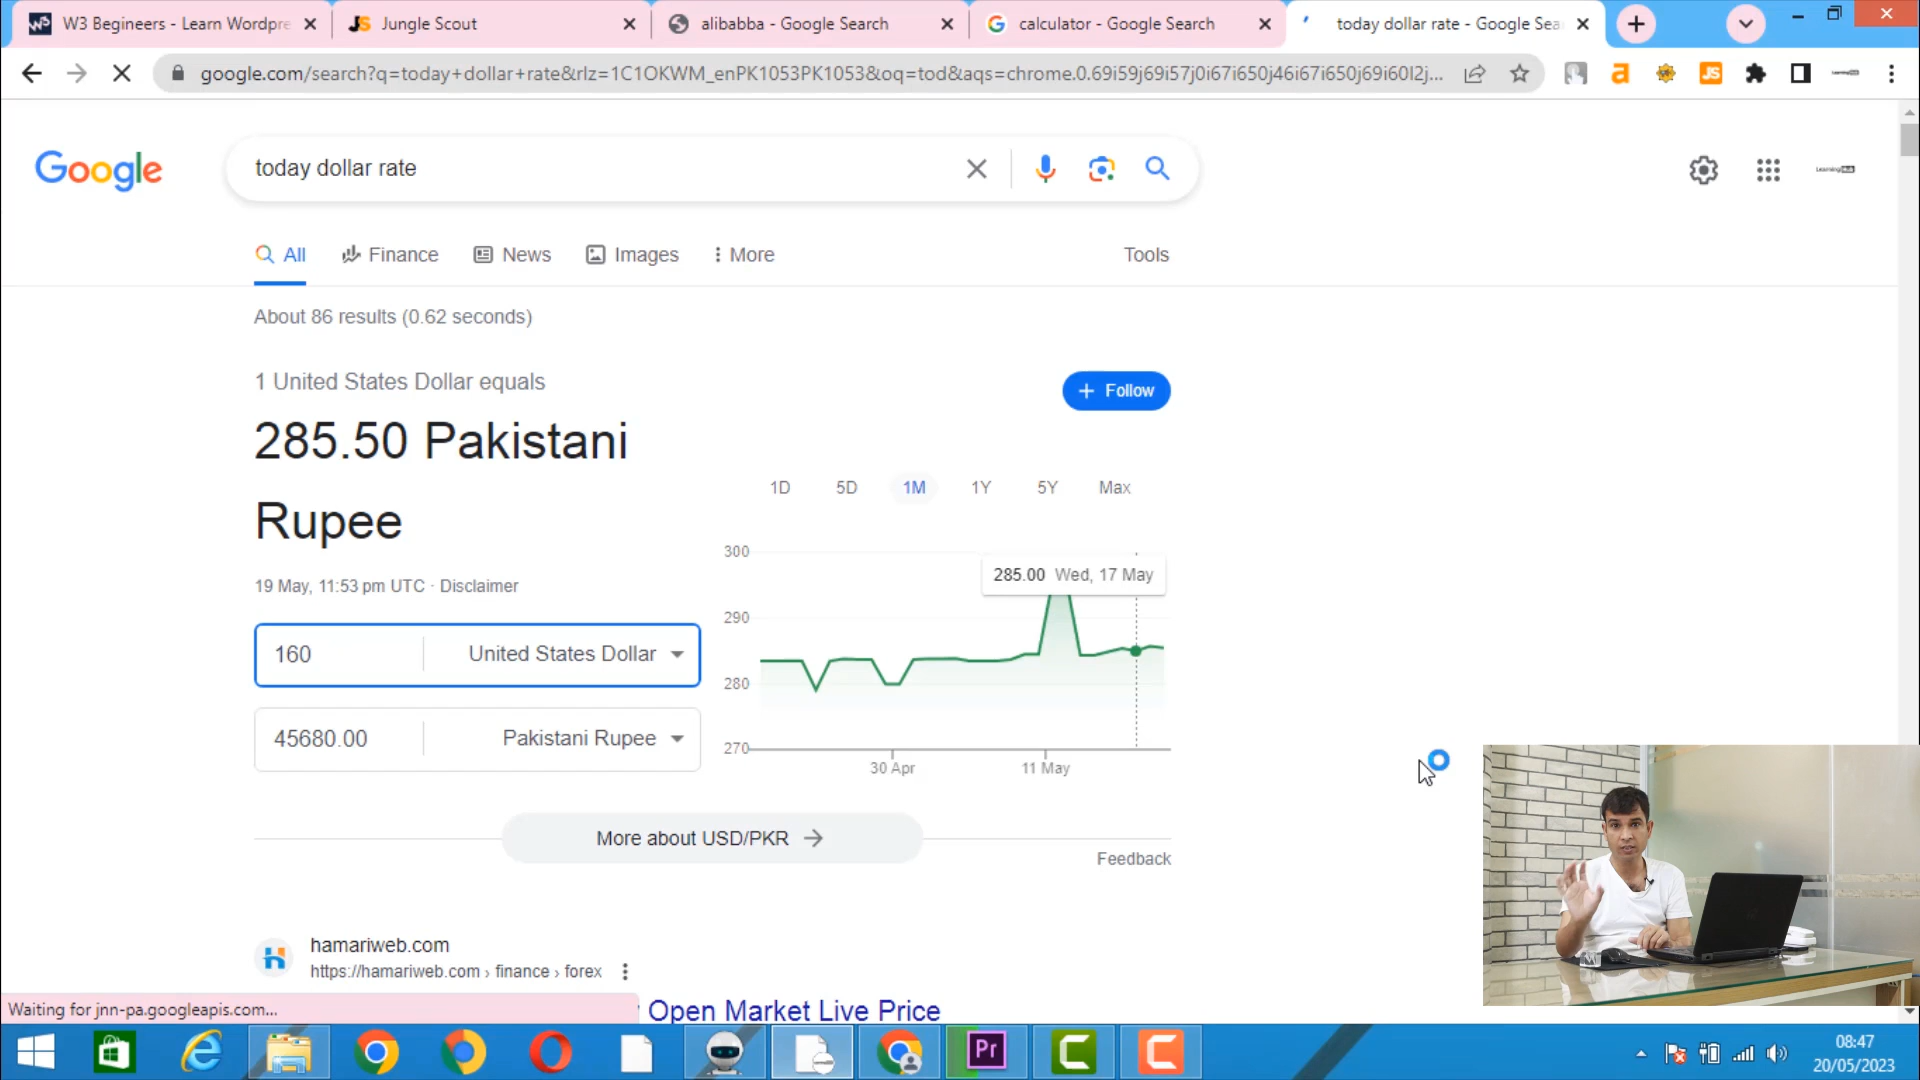 W3 Begineers - Learn Wordpre
Jungle Scout
alibabba - Google Search
calculator - Google Search
today dollar rate - Google Sea
google.com/search?q=today+dollar+rate&rlz=1C1OKWM_enPK1053PK1053&oq=tod&aqs=chrome.0.69i59j69i57j0i67i650j46i67i650j69i60l2j...
Google
today dollar rate
All
Finance
News
Images
More
Tools
About 86 results (0.62 seconds)
1 United States Dollar equals
Follow
285.50 Pakistani
Rupee
19 May, 11:53 pm UTC · Disclaimer
160
United States Dollar
45680.00
Pakistani Rupee
1D
5D
1M
1Y
5Y
Max
300
285.00 Wed, 17 May
290
280
270
30 Apr
11 May
More about USD/PKR
Feedback
hamariweb.com
https://hamariweb.com › finance › forex
Open Market Live Price
Waiting for jnn-pa.googleapis.com...
Pr
08:47
20/05/2023